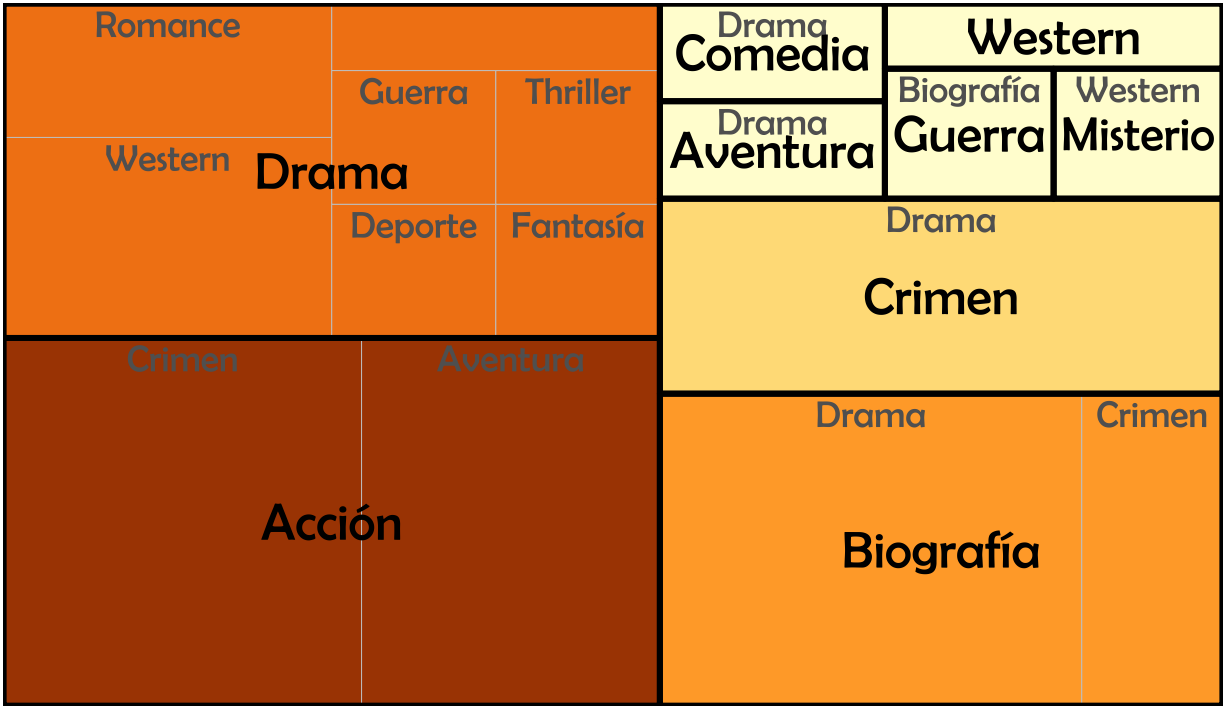 Romance
Guerra
Thriller
Western
Drama
Deporte
Fantasía
Crimen
Aventura
Acción
Drama
Comedia
Western
Drama
Aventura
Biografía
Guerra
Western
Misterio
Drama
Crimen
Drama
Crimen
Biografía